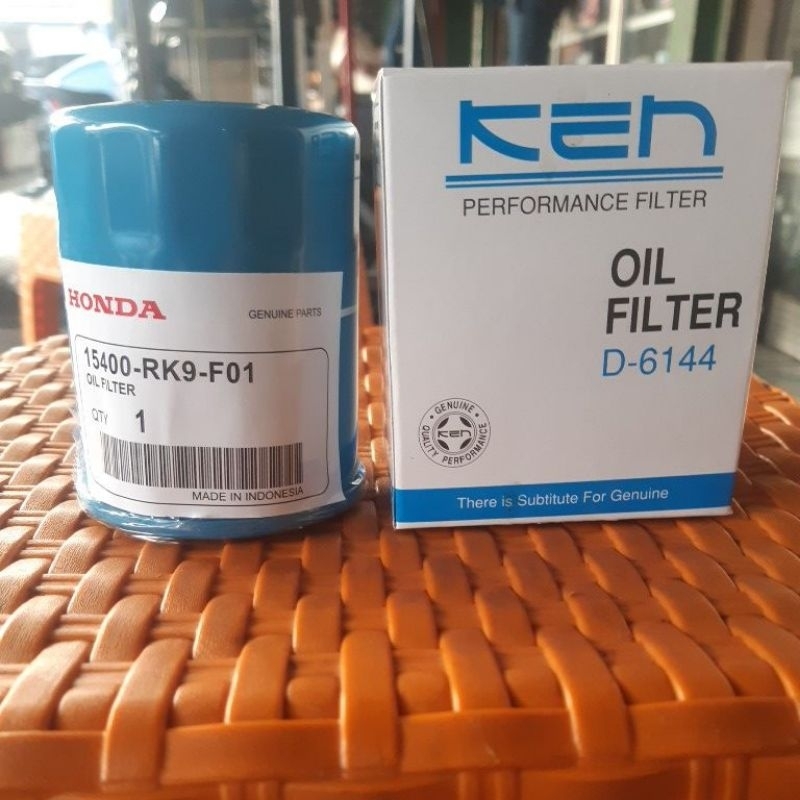 HONDA
GENUINE PARTS
15400-RK9-F01
OIL FILTER
QTY 1
MADE IN INDONESIA
KEN
PERFORMANCE FILTER
OIL
FILTER
D-6144
GENUINE
KEN
QUALITY PERFORMANCE
There is Subtitute For Genuine